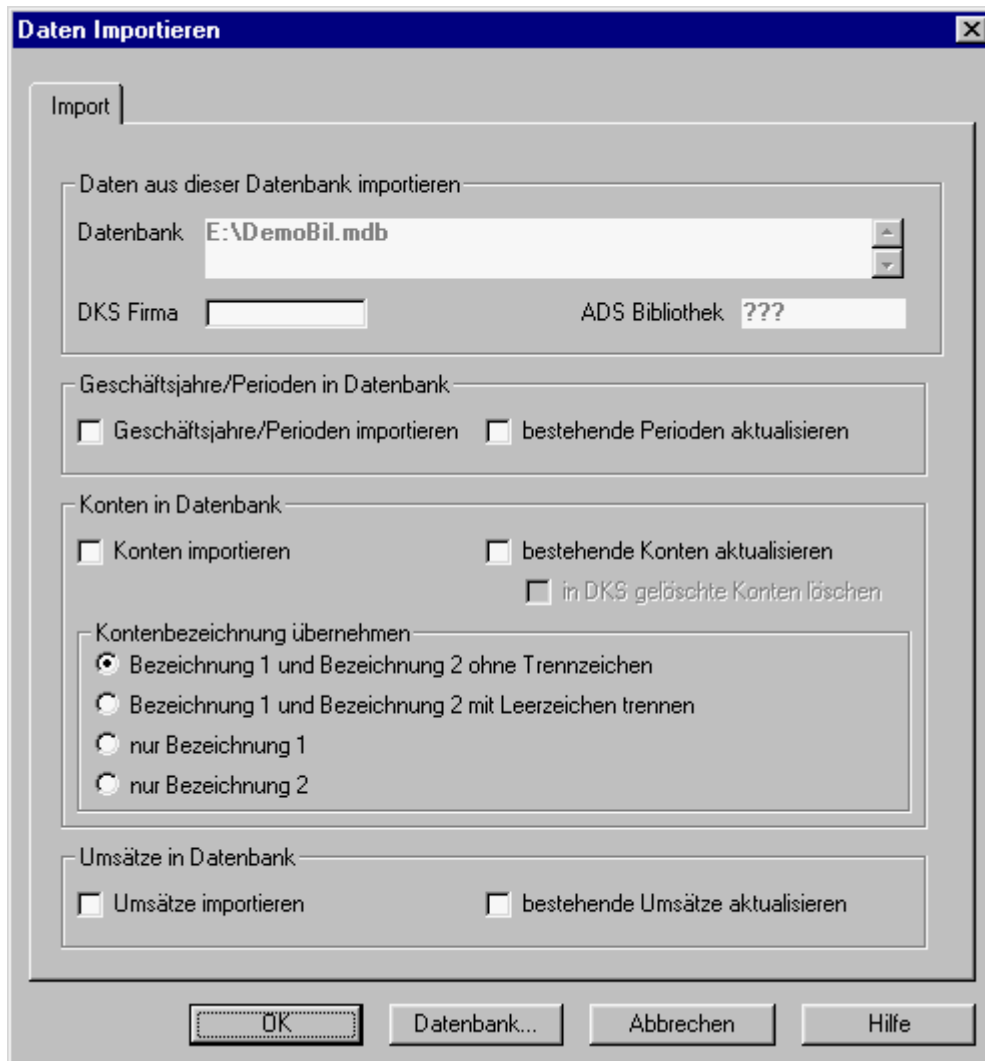 Daten Importieren
Import
Daten aus dieser Datenbank importieren
Datenbank E:\DemoBil.mdb
DKS Firma ADS Bibliothek ???
Geschäftsjahre/Perioden in Datenbank
Geschäftsjahre/Perioden importieren bestehende Perioden aktualisieren
Konten in Datenbank
Konten importieren bestehende Konten aktualisieren
in DKS gelöschte Konten löschen
Kontenbezeichnung übernehmen
Bezeichnung 1 und Bezeichnung 2 ohne Trennzeichen
Bezeichnung 1 und Bezeichnung 2 mit Leerzeichen trennen
nur Bezeichnung 1
nur Bezeichnung 2
Umsätze in Datenbank
Umsätze importieren bestehende Umsätze aktualisieren
OK Datenbank... Abbrechen Hilfe